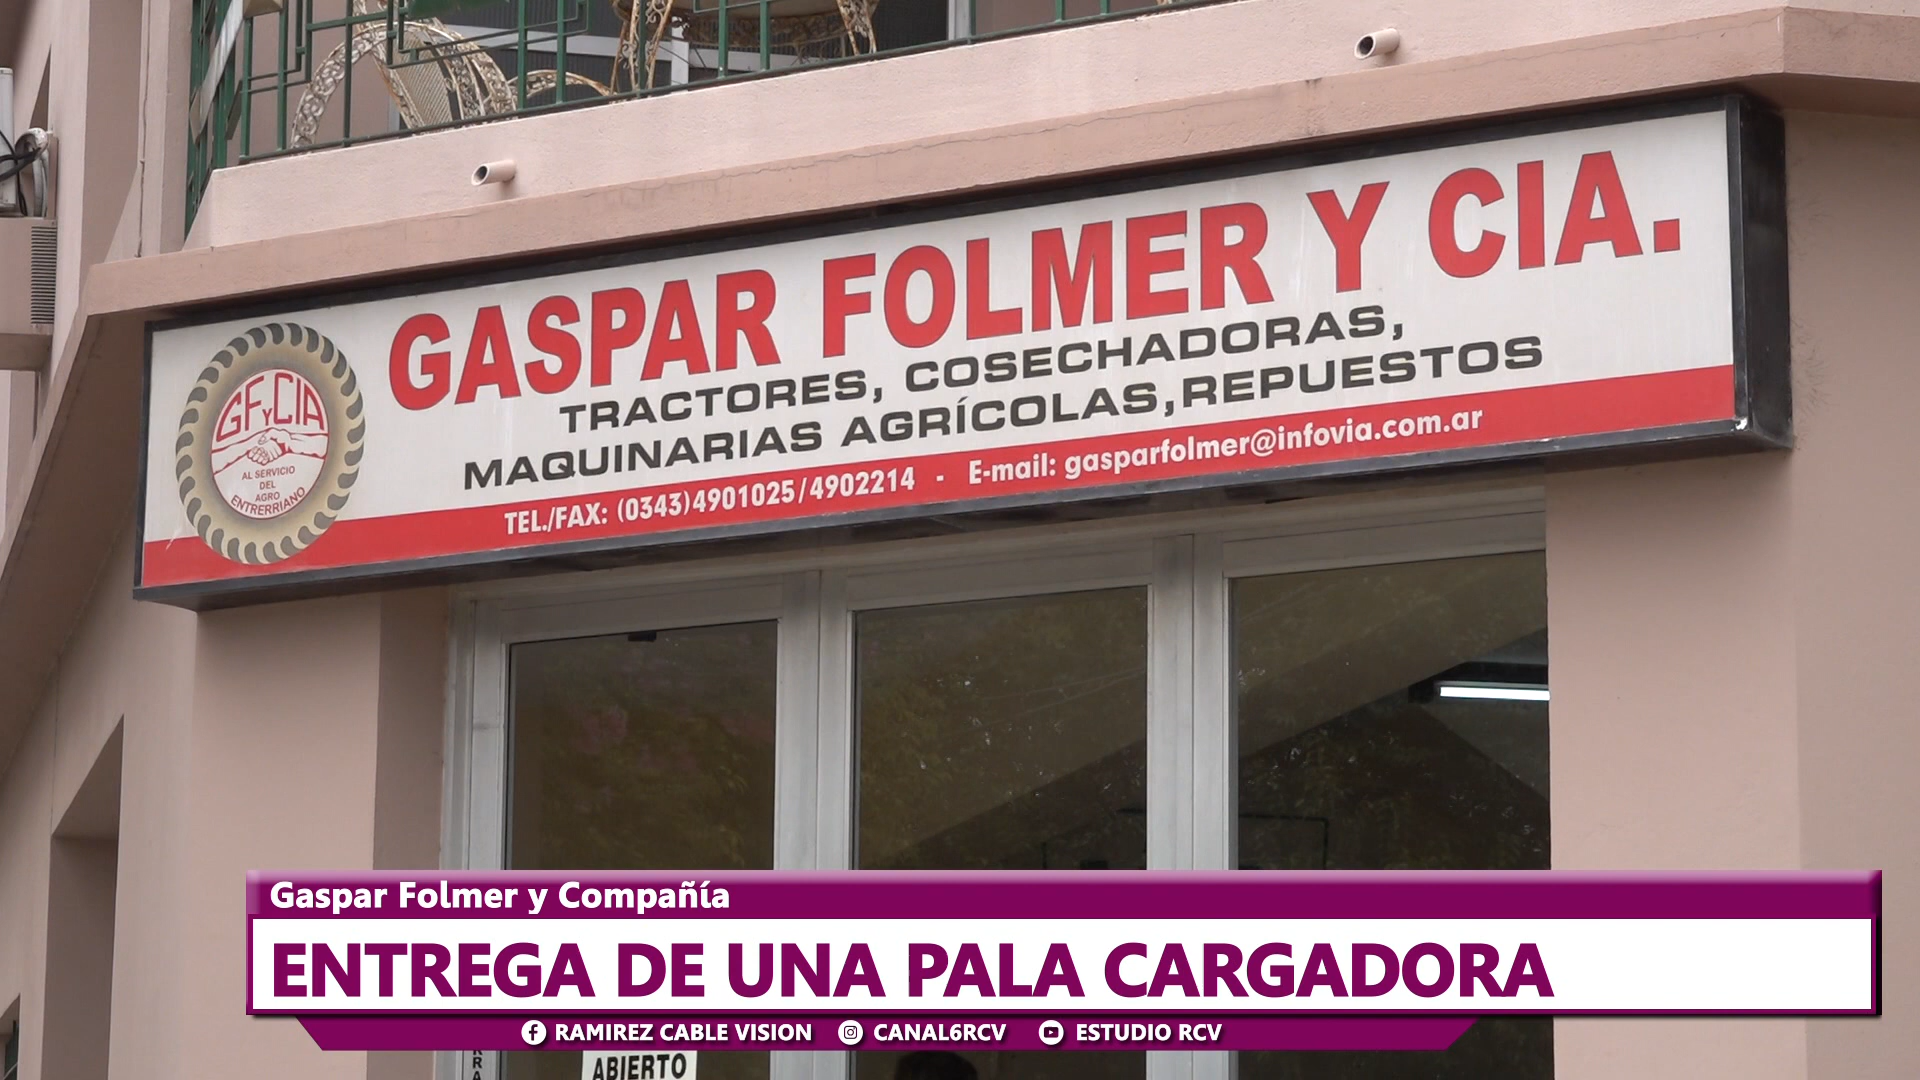 GASPAR FOLMER Y CIA.
TRACTORES, COSECHADORAS,
MAQUINARIAS AGRÍCOLAS,REPUESTOS
TEL./FAX: (0343)4901025/4902214 - E-mail: gasparfolmer@infovia.com.ar
GF Y CIA
AL SERVICIO
DEL
AGRO
ENTRERRIANO
Gaspar Folmer y Compañía
ENTREGA DE UNA PALA CARGADORA
RAMIREZ CABLE VISION CANAL6RCV ESTUDIO RCV
ABIERTO